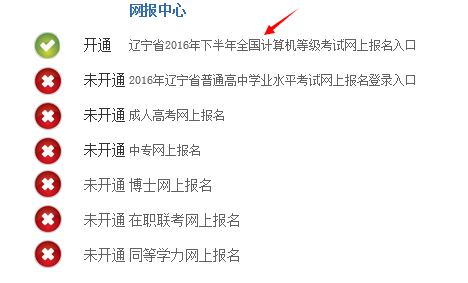 网报中心
开通 辽宁省2016年下半年全国计算机等级考试网上报名入口
未开通 2016年辽宁省普通高中学业水平考试网上报名登录入口
未开通 成人高考网上报名
未开通 中专网上报名
未开通 博士网上报名
未开通 在职联考网上报名
未开通 同等学力网上报名